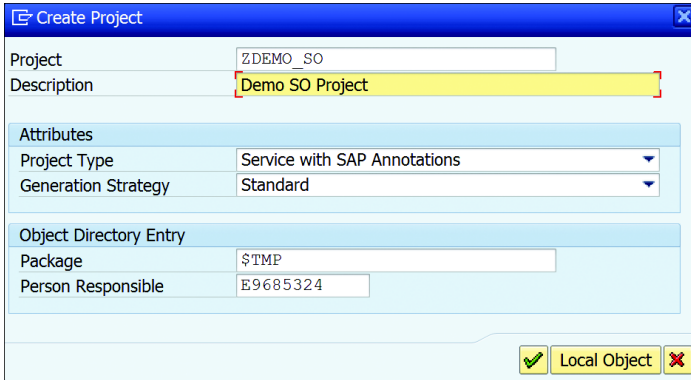 Create Project
Project ZDEMO_SO
Description Demo SO Project
Attributes
Project Type Service with SAP Annotations
Generation Strategy Standard
Object Directory Entry
Package $TMP
Person Responsible E9685324
Local Object